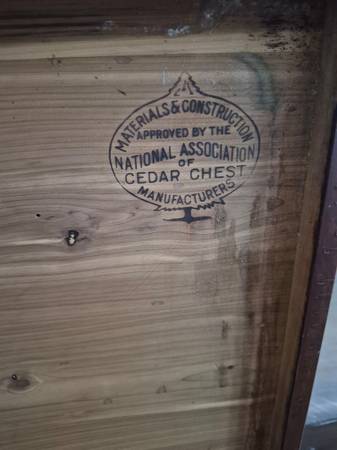 MATERIALS & CONSTRUCTION
APPROVED BY THE
NATIONAL ASSOCIATION
OF
CEDAR CHEST
MANUFACTURERS